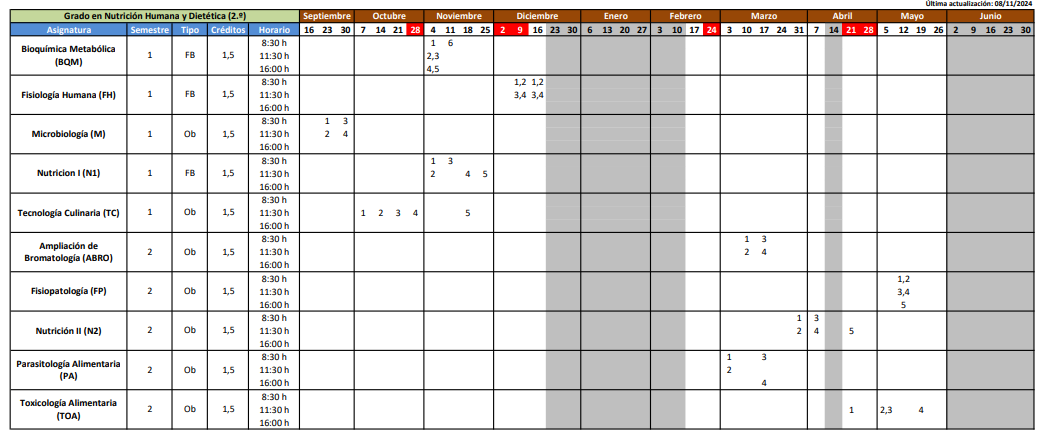 Última actualización: 08/11/2024
Grado en Nutrición Humana y Dietética (2.º) Septiembre Octubre Noviembre Diciembre Enero Febrero Marzo Abril Mayo Junio
Asignatura Semestre Tipo Créditos Horario 16 23 30 7 14 21 28 4 11 18 25 2 9 16 23 30 6 13 20 27 3 10 17 24 3 10 17 24 31 7 14 21 28 5 12 19 26 2 9 16 23 30
Bioquímica Metabólica (BQM) 1 FB 1,5
8:30 h 1 6
11:30 h 2,3
16:00 h 4,5
Fisiología Humana (FH) 1 FB 1,5
8:30 h 1,2 1,2
11:30 h 3,4 3,4
16:00 h
Microbiología (M) 1 Ob 1,5
8:30 h 1 3
11:30 h 2 4
16:00 h
Nutricion I (N1) 1 FB 1,5
8:30 h 1 3
11:30 h 2 4 5
16:00 h
Tecnología Culinaria (TC) 1 Ob 1,5
8:30 h
11:30 h 1 2 3 4 5
16:00 h
Ampliación de Bromatología (ABRO) 2 Ob 1,5
8:30 h 1 3
11:30 h 2 4
16:00 h
Fisiopatología (FP) 2 Ob 1,5
8:30 h 1,2
11:30 h 3,4
16:00 h 5
Nutrición II (N2) 2 Ob 1,5
8:30 h 1 3
11:30 h 2 4 5
16:00 h
Parasitología Alimentaria (PA) 2 Ob 1,5
8:30 h 1 3
11:30 h 2
16:00 h 4
Toxicología Alimentaria (TOA) 2 Ob 1,5
8:30 h
11:30 h 1 2,3 4
16:00 h